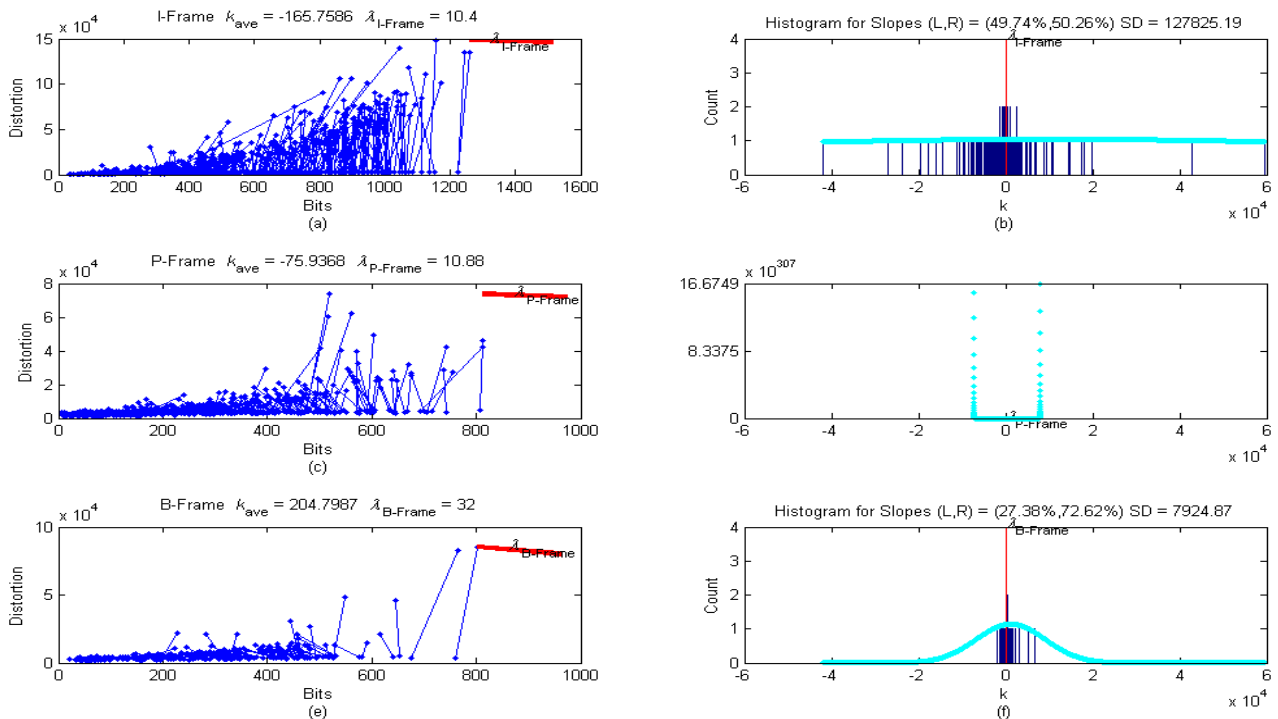 I-Frame k_ave = -165.7586 λ_I-Frame = 10.4
x 10^4
15
10
5
0
Distortion
λ_I-Frame
0 200 400 600 800 1000 1200 1400 1600
Bits
(a)
Histogram for Slopes (L,R) = (49.74%,50.26%) SD = 127825.19
λ_I-Frame
4
3
2
1
0
Count
-6 -4 -2 0 2 4 6
k
x 10^4
(b)
P-Frame k_ave = -75.9368 λ_P-Frame = 10.88
x 10^4
8
6
4
2
0
Distortion
λ_P-Frame
0 200 400 600 800 1000
Bits
(c)
x 10^307
16.6749
8.3375
0
λ_P-Frame
-6 -4 -2 0 2 4 6
x 10^4
B-Frame k_ave = 204.7987 λ_B-Frame = 32
x 10^4
10
5
0
Distortion
λ_B-Frame
0 200 400 600 800 1000
Bits
(e)
Histogram for Slopes (L,R) = (27.38%,72.62%) SD = 7924.87
λ_B-Frame
4
3
2
1
0
Count
-6 -4 -2 0 2 4 6
k
x 10^4
(f)